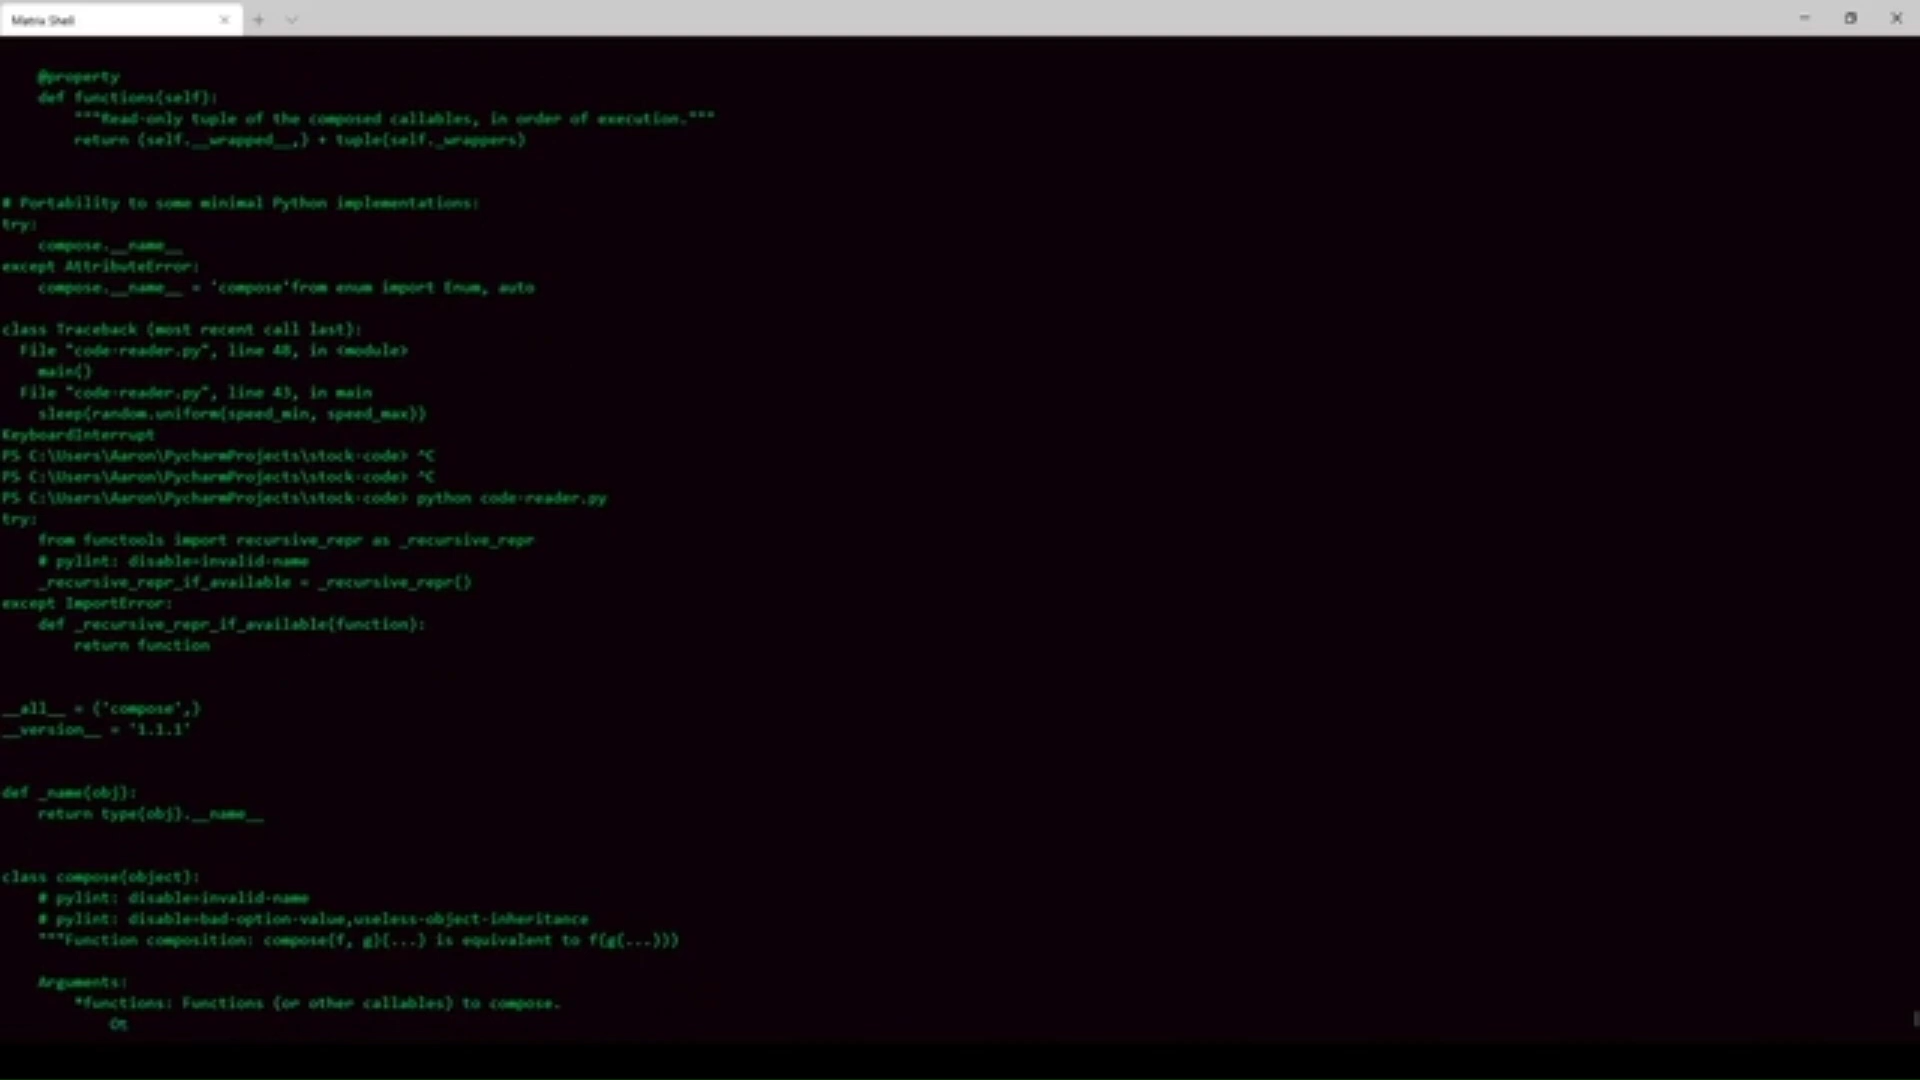 Matrix Shell
@property
def functions(self):
"""Read-only tuple of the composed callables, in order of execution."""
return (self.__wrapped__,) + tuple(self._wrappers)
# Portability to some minimal Python implementations:
try:
compose.__name__
except AttributeError:
compose.__name__ = 'compose'from enum import Enum, auto
class Traceback (most recent call last):
File "code-reader.py", line 48, in <module>
main()
File "code-reader.py", line 43, in main
sleep(random.uniform(speed_min, speed_max))
KeyboardInterrupt
PS C:\Users\Aaron\PycharmProjects\stock-code> ^C
PS C:\Users\Aaron\PycharmProjects\stock-code> ^C
PS C:\Users\Aaron\PycharmProjects\stock-code> python code-reader.py
try:
from functools import recursive_repr as _recursive_repr
# pylint: disable=invalid-name
_recursive_repr_if_available = _recursive_repr()
except ImportError:
def _recursive_repr_if_available(function):
return function
__all__ = ('compose',)
__version__ = '1.1.1'
def _name(obj):
return type(obj).__name__
class compose(object):
# pylint: disable=invalid-name
# pylint: disable=bad-option-value,useless-object-inheritance
"""Function composition: compose(f, g)(...) is equivalent to f(g(...)))
Arguments:
*functions: Functions (or other callables) to compose.